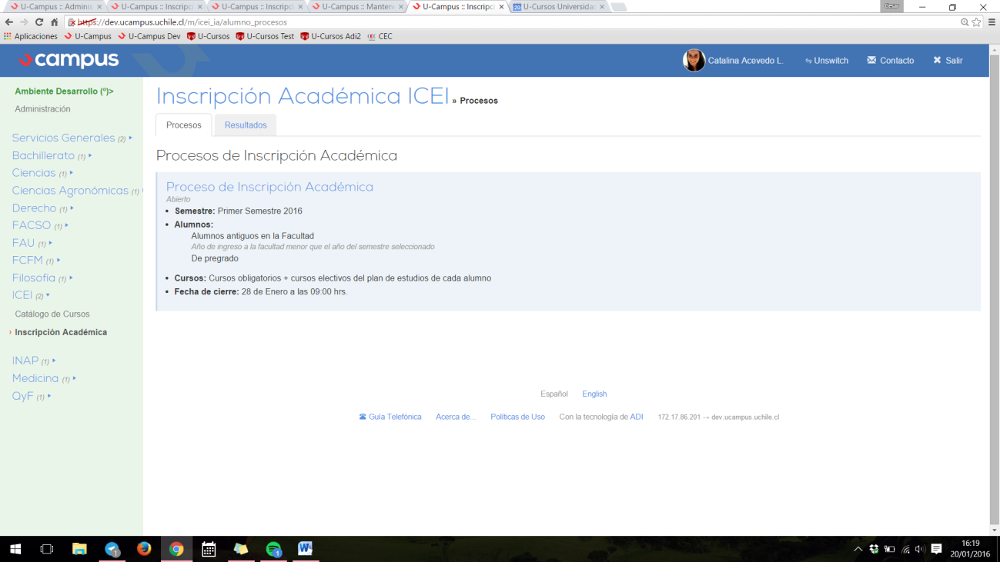 U-Campus :: Adminis
U-Campus :: Inscripci
U-Campus :: Inscripci
U-Campus :: Manten
U-Campus :: Inscripci
U-Cursos Universidad
Cesar
https://dev.ucampus.uchile.cl/m/icei_ia/alumno_procesos
Aplicaciones U-Campus U-Campus Dev U-Cursos U-Cursos Test U-Cursos Adi2 CEC CEC
ucampus
Catalina Acevedo L. Unswitch Contacto Salir
Ambiente Desarrollo (º)>
Administración
Servicios Generales (2)
Bachillerato (1)
Ciencias (1)
Ciencias Agronómicas (1)
Derecho (1)
FACSO (1)
FAU (1)
FCFM (1)
Filosofía (1)
ICEI (2)
Catálogo de Cursos
Inscripción Académica
INAP (1)
Medicina (1)
QyF (1)
Inscripción Académica ICEI » Procesos
Procesos Resultados
Procesos de Inscripción Académica
Proceso de Inscripción Académica
Abierto
• Semestre: Primer Semestre 2016
• Alumnos:
Alumnos antiguos en la Facultad
Año de ingreso a la facultad menor que el año del semestre seleccionado
De pregrado
• Cursos: Cursos obligatorios + cursos electivos del plan de estudios de cada alumno
• Fecha de cierre: 28 de Enero a las 09:00 hrs.
Español English
Guía Telefónica Acerca de... Políticas de Uso Con la tecnología de ADI 172.17.86.201 → dev.ucampus.uchile.cl
16:19
20/01/2016